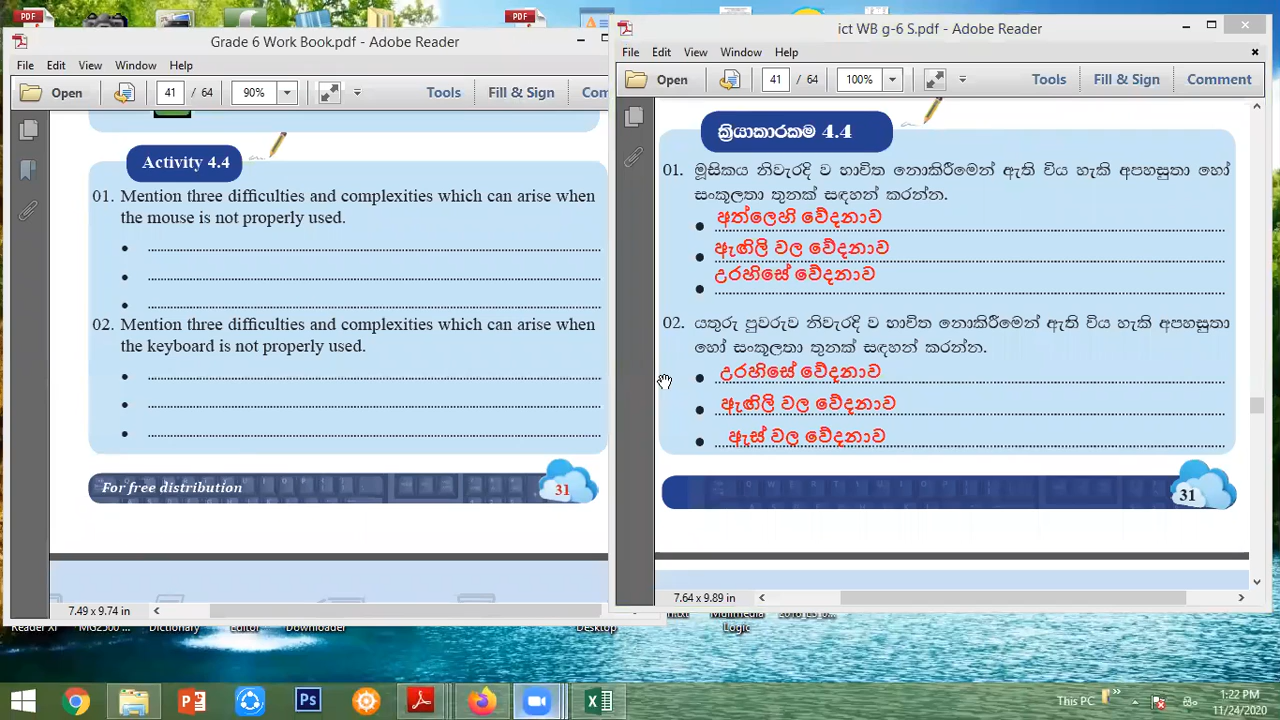 Grade 6 Work Book.pdf - Adobe Reader
File Edit View Window Help
Open 41 / 64 90% Tools Fill & Sign Com
Activity 4.4
01. Mention three difficulties and complexities which can arise when
the mouse is not properly used.
02. Mention three difficulties and complexities which can arise when
the keyboard is not properly used.
For free distribution
31
7.49 x 9.74 in
ict WB g-6 S.pdf - Adobe Reader
File Edit View Window Help
Open 41 / 64 100% Tools Fill & Sign Comment
ක්‍රියාකාරකම 4.4
01. මූසිකය නිවැරදි ව භාවිත නොකිරීමෙන් ඇති විය හැකි අපහසුතා හෝ
සංකූලතා තුනක් සඳහන් කරන්න.
අත්ලෙහි වේදනාව
ඇඟිලි වල වේදනාව
උරහිසේ වේදනාව
02. යතුරු පුවරුව නිවැරදි ව භාවිත නොකිරීමෙන් ඇති විය හැකි අපහසුතා
හෝ සංකූලතා තුනක් සඳහන් කරන්න.
උරහිසේ වේදනාව
ඇඟිලි වල වේදනාව
ඇස් වල වේදනාව
31
7.64 x 9.89 in
Dictionary Editor Downloader Desktop
Logic
This PC
1:22 PM
11/24/2020